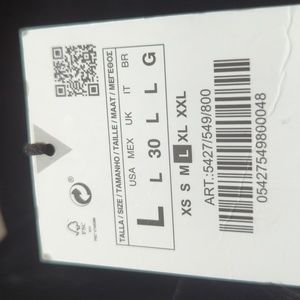 TALLA / SIZE / TAMANHO / TAILLE / MAAT / ΜΕΓΕΘΟΣ
USA MEX UK IT BR
L L 30 L L G
XS S M L XL XXL
ART.:5427/549/800
05427549800048
FSC